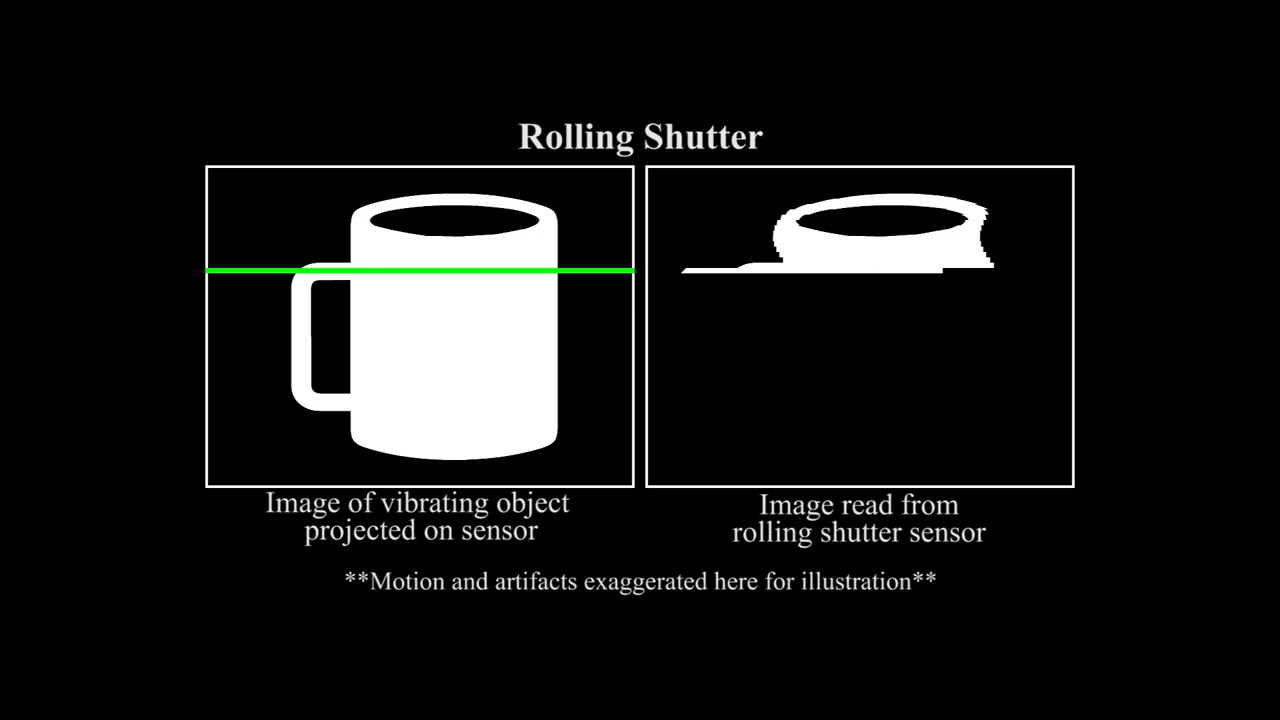 Rolling Shutter
Image of vibrating object
projected on sensor
Image read from
rolling shutter sensor
**Motion and artifacts exaggerated here for illustration**